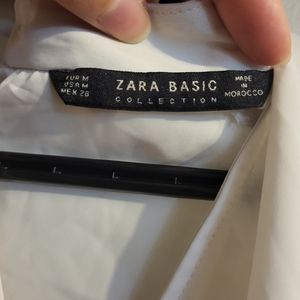 EUR M
USA M
MEX 28
ZARA BASIC
COLLECTION
MADE
IN
MOROCCO